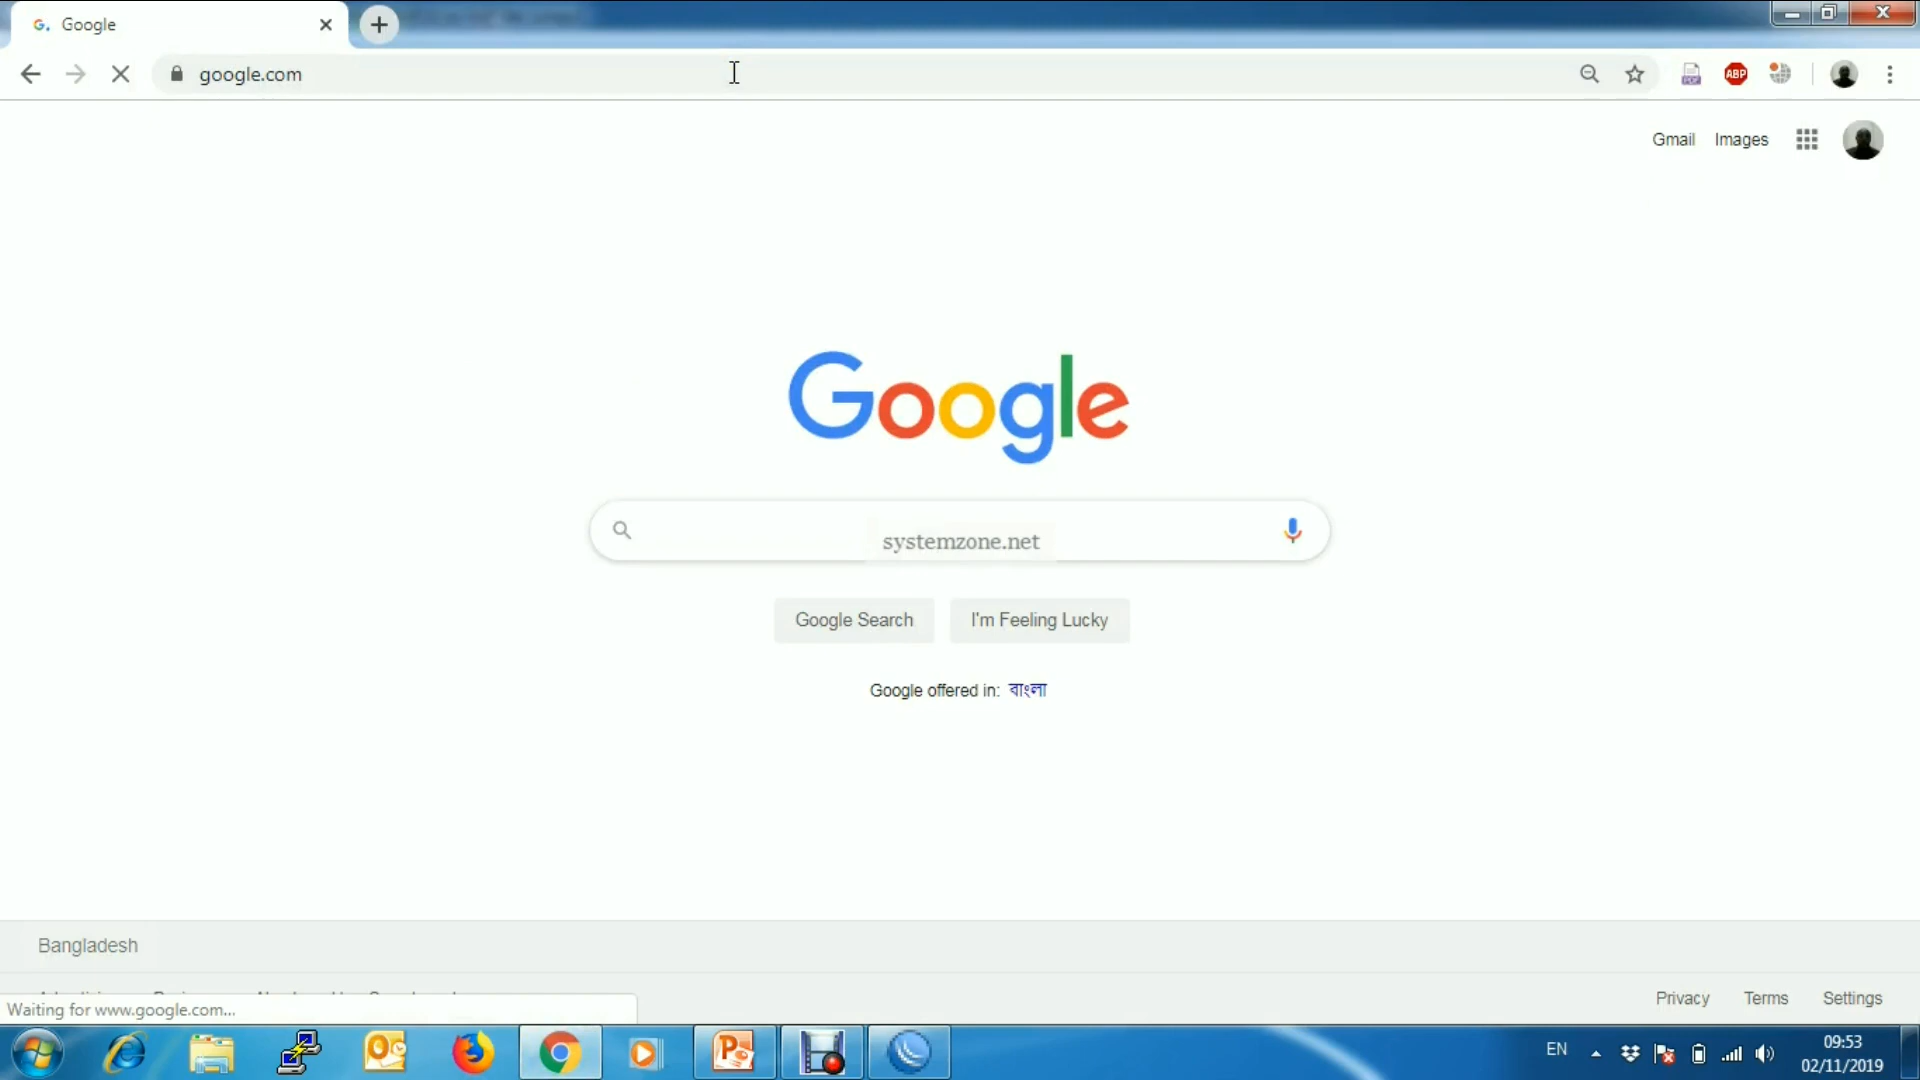 Google
google.com
ABP
Gmail
Images
Google
systemzone.net
Google Search
I'm Feeling Lucky
Google offered in: বাংলা
Bangladesh
Privacy
Terms
Settings
Waiting for www.google.com...
EN
09:53
02/11/2019